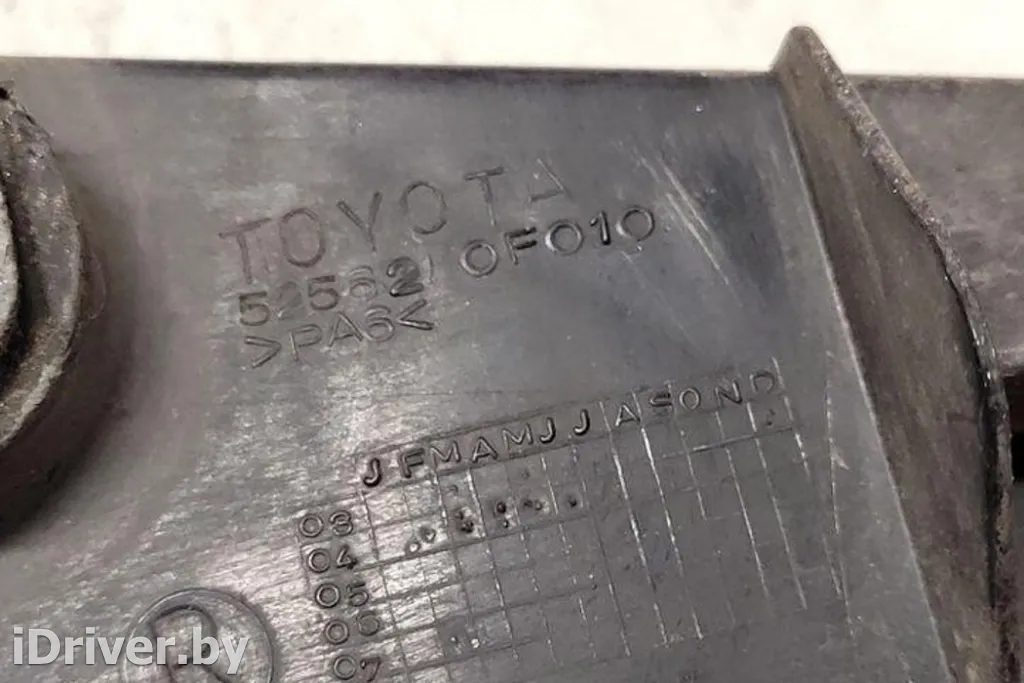 TOYOTA
52562 0F010
>PA6<
J F M A M J J A S O N D
03
04
05
06
07
R
iDriver.by